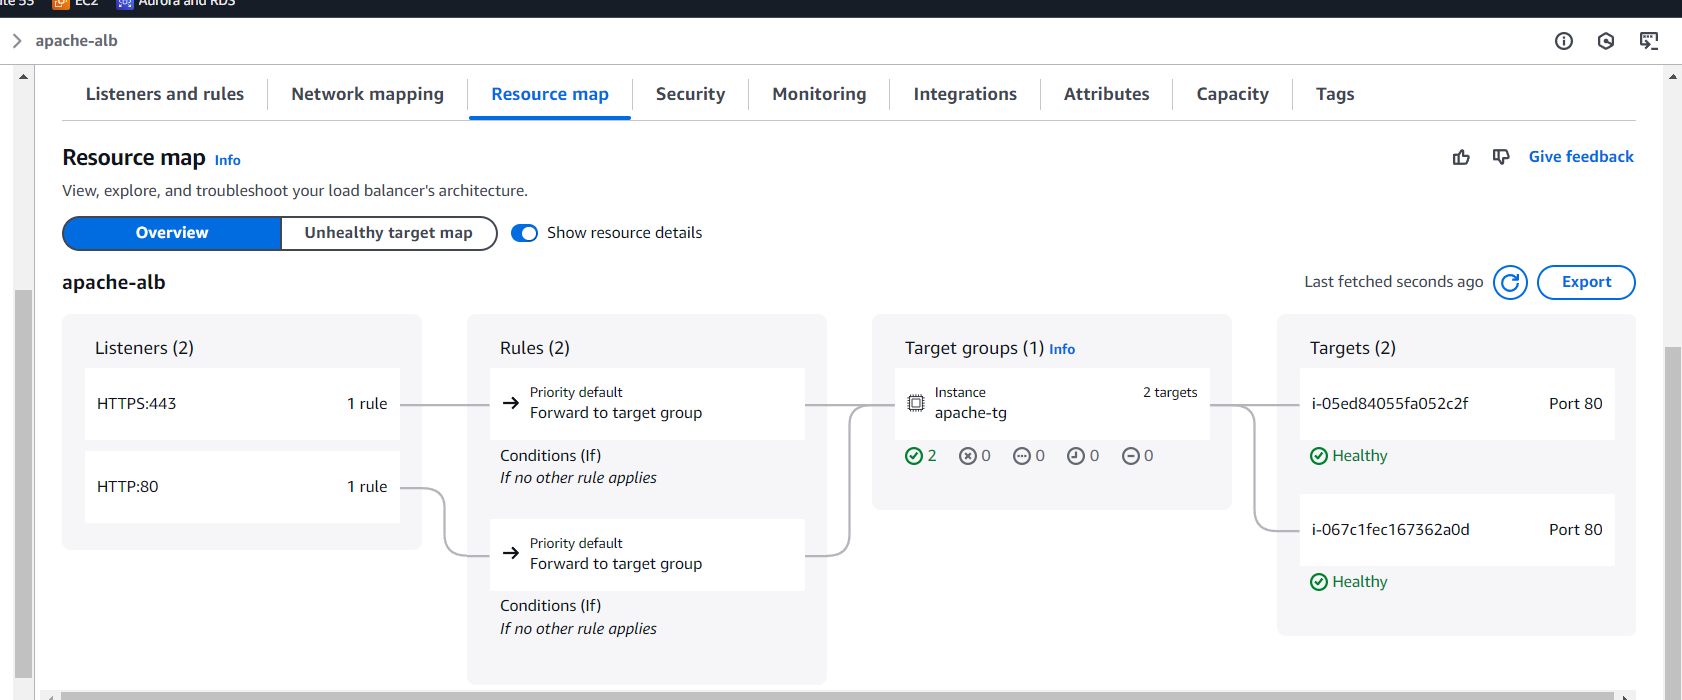 EC2 Aurora and RDS
apache-alb
Listeners and rules Network mapping Resource map Security Monitoring Integrations Attributes Capacity Tags
Resource map Info
Give feedback
View, explore, and troubleshoot your load balancer's architecture.
Overview Unhealthy target map Show resource details
apache-alb
Last fetched seconds ago Export
Listeners (2)
HTTPS:443 1 rule
HTTP:80 1 rule
Rules (2)
Priority default
Forward to target group
Conditions (If)
If no other rule applies
Priority default
Forward to target group
Conditions (If)
If no other rule applies
Target groups (1) Info
Instance 2 targets
apache-tg
2 0 0 0 0
Targets (2)
i-05ed84055fa052c2f Port 80
Healthy
i-067c1fec167362a0d Port 80
Healthy